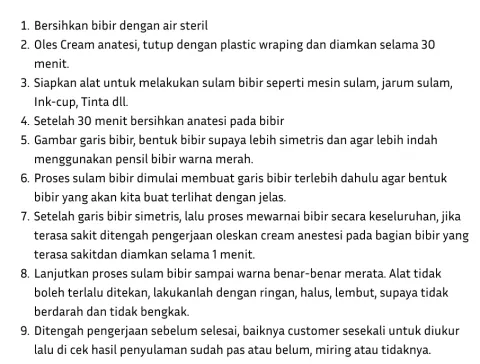 1. Bersihkan bibir dengan air steril
2. Oles Cream anatesi, tutup dengan plastic wraping dan diamkan selama 30
menit.
3. Siapkan alat untuk melakukan sulam bibir seperti mesin sulam, jarum sulam,
Ink-cup, Tinta dll.
4. Setelah 30 menit bersihkan anatesi pada bibir
5. Gambar garis bibir, bentuk bibir supaya lebih simetris dan agar lebih indah
menggunakan pensil bibir warna merah.
6. Proses sulam bibir dimulai membuat garis bibir terlebih dahulu agar bentuk
bibir yang akan kita buat terlihat dengan jelas.
7. Setelah garis bibir simetris, lalu proses mewarnai bibir secara keseluruhan, jika
terasa sakit ditengah pengerjaan oleskan cream anestesi pada bagian bibir yang
terasa sakitdan diamkan selama 1 menit.
8. Lanjutkan proses sulam bibir sampai warna benar-benar merata. Alat tidak
boleh terlalu ditekan, lakukanlah dengan ringan, halus, lembut, supaya tidak
berdarah dan tidak bengkak.
9. Ditengah pengerjaan sebelum selesai, baiknya customer sesekali untuk diukur
lalu di cek hasil penyulaman sudah pas atau belum, miring atau tidaknya.